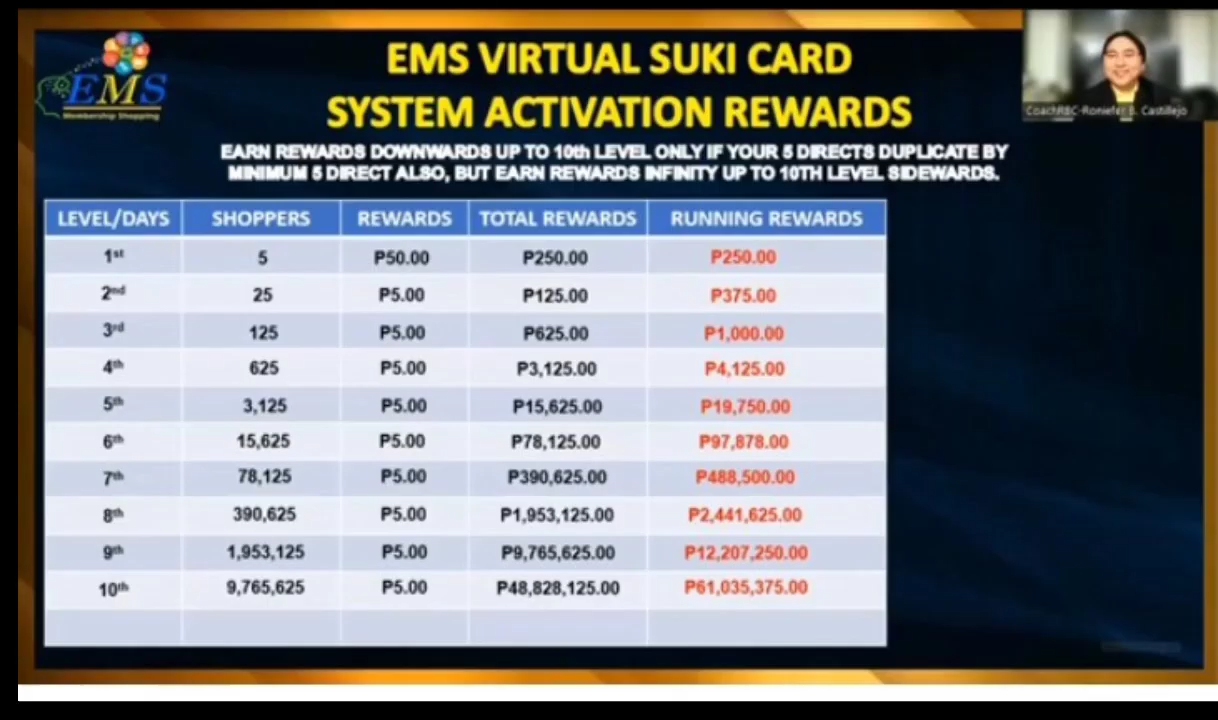 EMS
Membership Shopping
EMS VIRTUAL SUKI CARD
SYSTEM ACTIVATION REWARDS
CoachRBC-Roniefer B. Castillejo
EARN REWARDS DOWNWARDS UP TO 10th LEVEL ONLY IF YOUR 5 DIRECTS DUPLICATE BY
MINIMUM 5 DIRECT ALSO, BUT EARN REWARDS INFINITY UP TO 10TH LEVEL SIDEWARDS.
LEVEL/DAYS SHOPPERS REWARDS TOTAL REWARDS RUNNING REWARDS
1st 5 P50.00 P250.00 P250.00
2nd 25 P5.00 P125.00 P375.00
3rd 125 P5.00 P625.00 P1,000.00
4th 625 P5.00 P3,125.00 P4,125.00
5th 3,125 P5.00 P15,625.00 P19,750.00
6th 15,625 P5.00 P78,125.00 P97,878.00
7th 78,125 P5.00 P390,625.00 P488,500.00
8th 390,625 P5.00 P1,953,125.00 P2,441,625.00
9th 1,953,125 P5.00 P9,765,625.00 P12,207,250.00
10th 9,765,625 P5.00 P48,828,125.00 P61,035,375.00